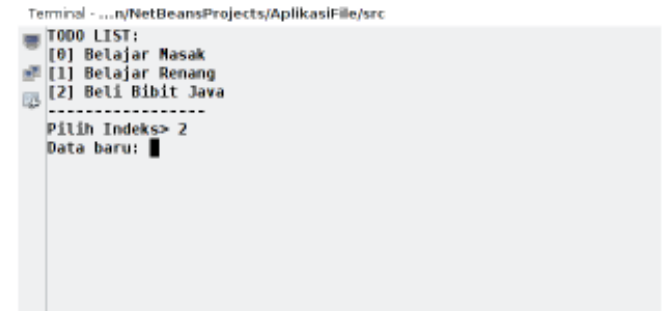 Terminal - ...n/NetBeansProjects/AplikasiFile/src
TODO LIST:
[0] Belajar Masak
[1] Belajar Renang
[2] Beli Bibit Java
-----------------
Pilih Indeks> 2
Data baru: